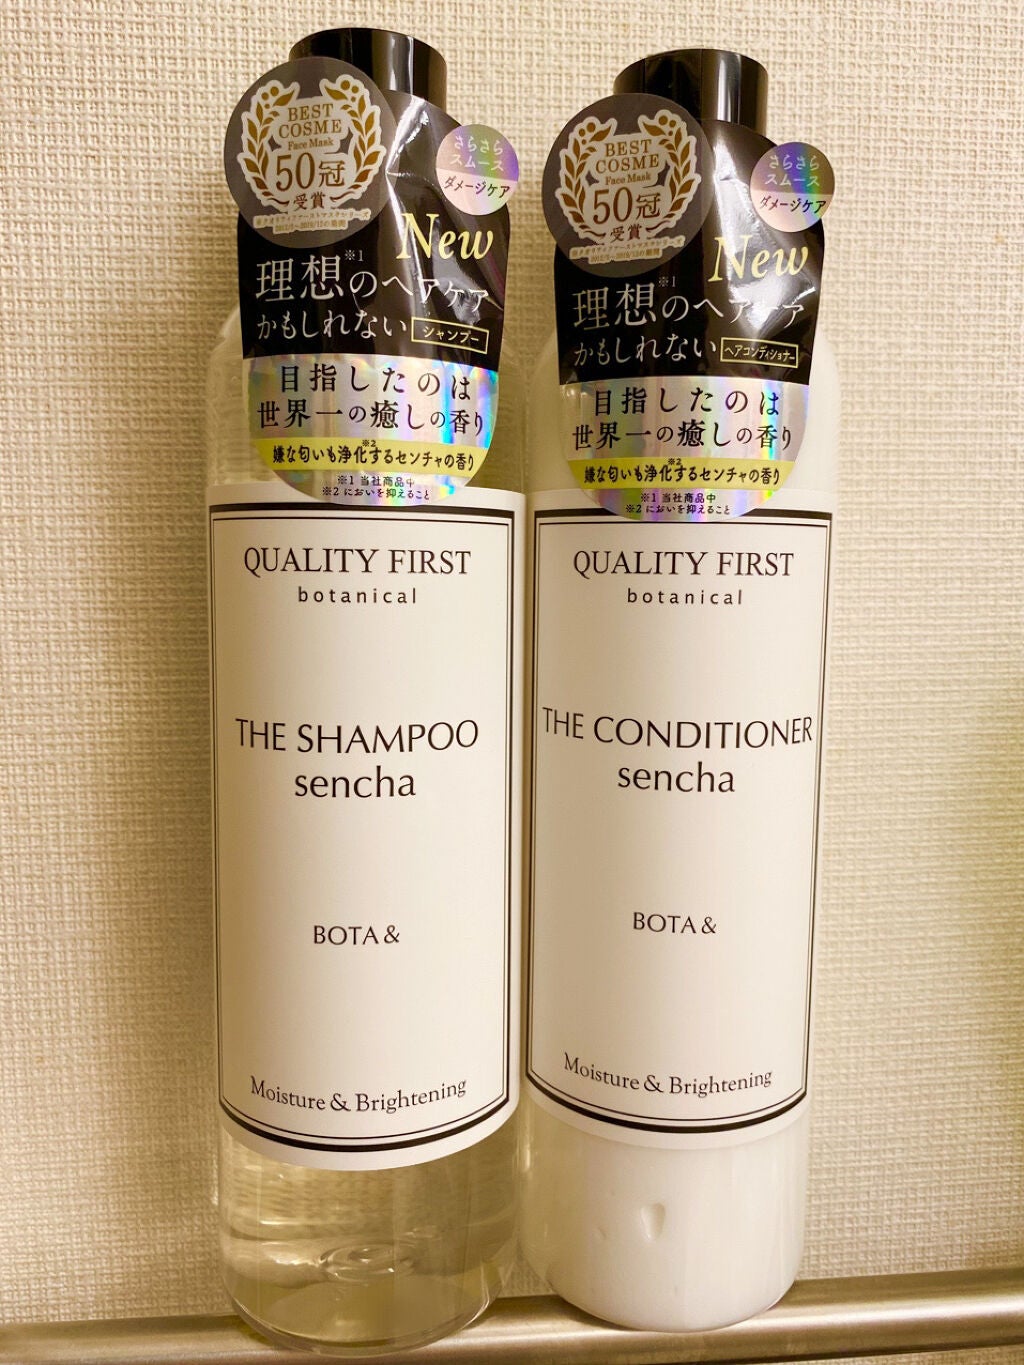 BEST
COSME
Face Mask
50冠
受賞
さらさら
スムース
ダメージケア
New
理想のヘアケア※1
かもしれない シャンプー
目指したのは
世界一の癒しの香り
嫌な匂いも浄化※2するセンチャの香り
※1 当社商品中
※2 においを抑えること
QUALITY FIRST
botanical
THE SHAMPOO
sencha
BOTA &
Moisture & Brightening
BEST
COSME
Face Mask
50冠
受賞
さらさら
スムース
ダメージケア
New
理想のヘアケア※1
かもしれない ヘアコンディショナー
目指したのは
世界一の癒しの香り
嫌な匂いも浄化※2するセンチャの香り
※1 当社商品中
※2 においを抑えること
QUALITY FIRST
botanical
THE CONDITIONER
sencha
BOTA &
Moisture & Brightening